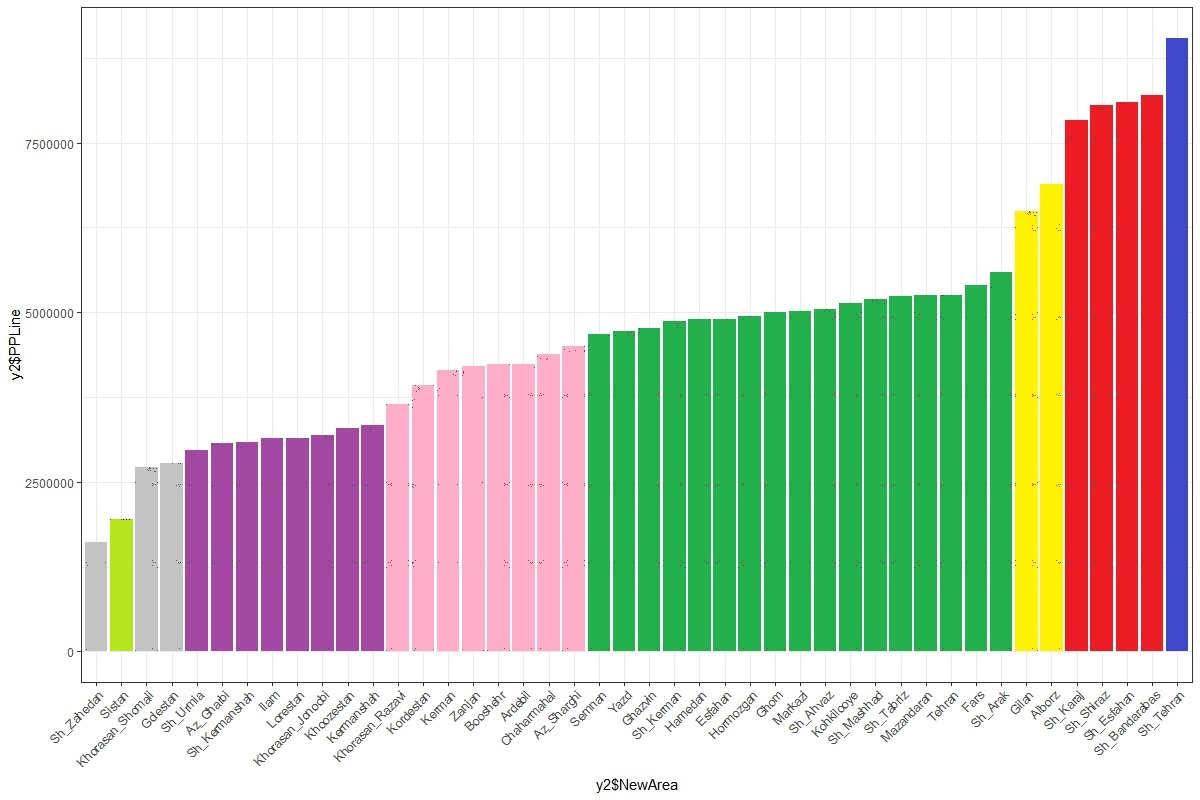 y2$PPLine
7500000
5000000
2500000
0
Sh_Zahedan
Sistan
Khorasan_Shomali
Golestan
Sh_Urmia
Az_Gharbi
Sh_Kermanshah
Ilam
Lorestan
Khorasan_Jonoobi
Khoozestan
Kermanshah
Khorasan_Razavi
Kordestan
Kerman
Zanjan
Booshehr
Ardebil
Chaharmahal
Az_Sharghi
Semnan
Yazd
Ghazvin
Sh_Kerman
Hamedan
Esfahan
Hormozgan
Ghom
Markazi
Sh_Ahvaz
Kohkilooye
Sh_Mashhad
Sh_Tabriz
Mazandaran
Tehran
Fars
Sh_Arak
Gilan
Alborz
Sh_Karaj
Sh_Shiraz
Sh_Esfahan
Sh_Bandarabas
Sh_Tehran
y2$NewArea